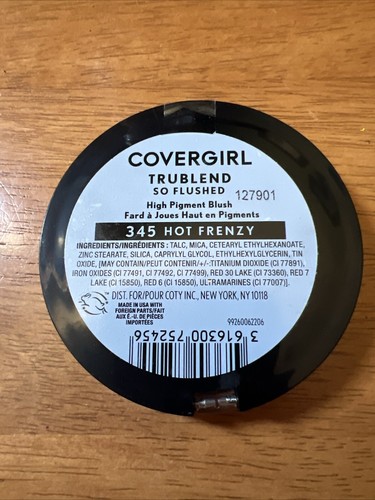 COVERGIRL
TRUBLEND
SO FLUSHED
127901
High Pigment Blush
Fard à Joues Haut en Pigments
345 HOT FRENZY
INGREDIENTS/INGRÉDIENTS : TALC, MICA, CETEARYL ETHYLHEXANOATE,
ZINC STEARATE, SILICA, CAPRYLYL GLYCOL, ETHYLHEXYLGLYCERIN, TIN
OXIDE, [MAY CONTAIN/PEUT CONTENIR/+/-:TITANIUM DIOXIDE (CI 77891),
IRON OXIDES (CI 77491, CI 77492, CI 77499), RED 30 LAKE (CI 73360), RED 7
LAKE (CI 15850), RED 6 (CI 15850), ULTRAMARINES (CI 77007)].
DIST. FOR/POUR COTY INC., NEW YORK, NY 10118
MADE IN USA WITH
FOREIGN PARTS/FAIT
AUX É.-U. DE PIÈCES
IMPORTÉES
99260062206
3 616300 752456